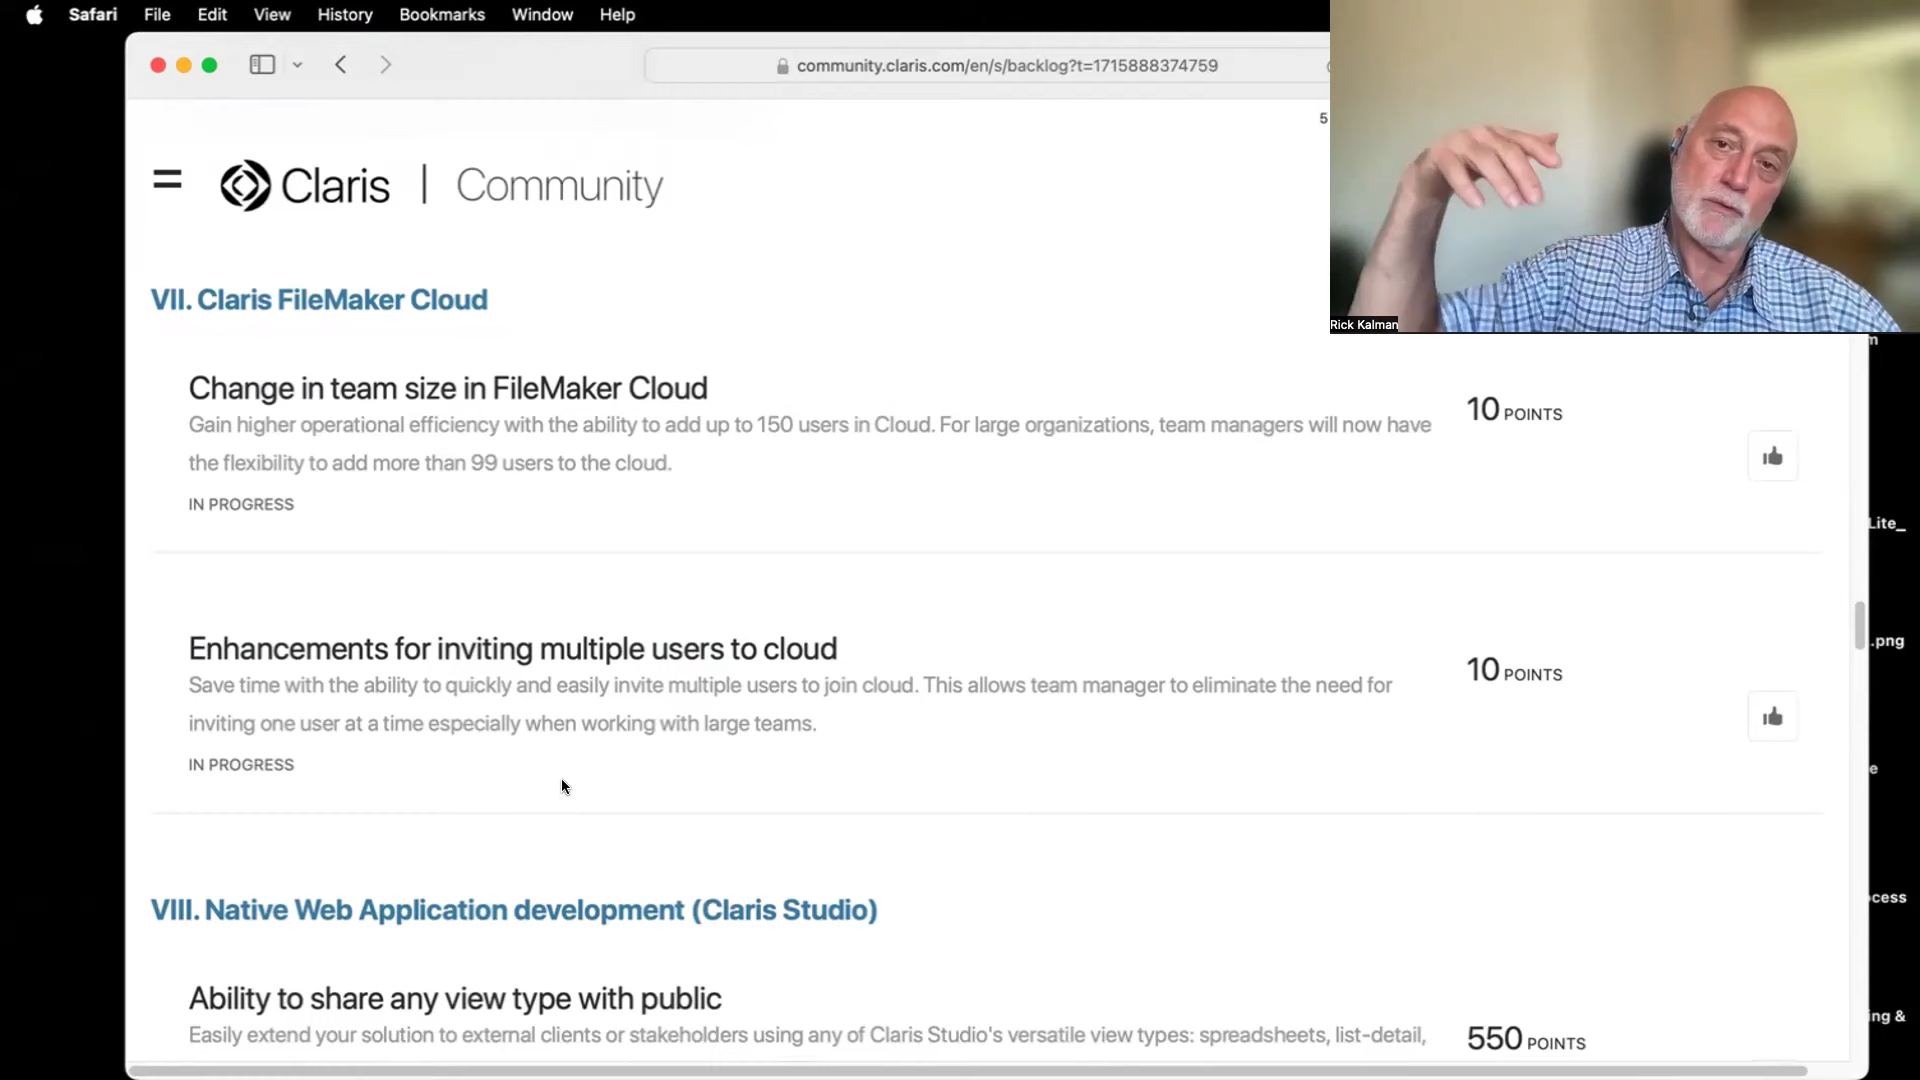 Safari File Edit View History Bookmarks Window Help
community.claris.com/en/s/backlog?t=1715888374759
5
Claris | Community
Rick Kalman
VII. Claris FileMaker Cloud
Change in team size in FileMaker Cloud
10 POINTS
Gain higher operational efficiency with the ability to add up to 150 users in Cloud. For large organizations, team managers will now have
the flexibility to add more than 99 users to the cloud.
IN PROGRESS
Lite_
Enhancements for inviting multiple users to cloud
.png
10 POINTS
Save time with the ability to quickly and easily invite multiple users to join cloud. This allows team manager to eliminate the need for
inviting one user at a time especially when working with large teams.
IN PROGRESS
e
cess
VIII. Native Web Application development (Claris Studio)
Ability to share any view type with public
ing &
Easily extend your solution to external clients or stakeholders using any of Claris Studio's versatile view types: spreadsheets, list-detail,
550 POINTS